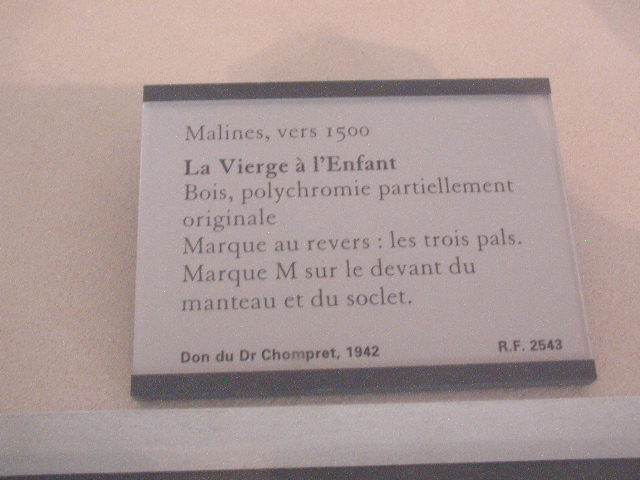 Malines, vers 1500
La Vierge à l'Enfant
Bois, polychromie partiellement
originale
Marque au revers : les trois pals.
Marque M sur le devant du
manteau et du soclet.
Don du Dr Chompret, 1942
R.F. 2543